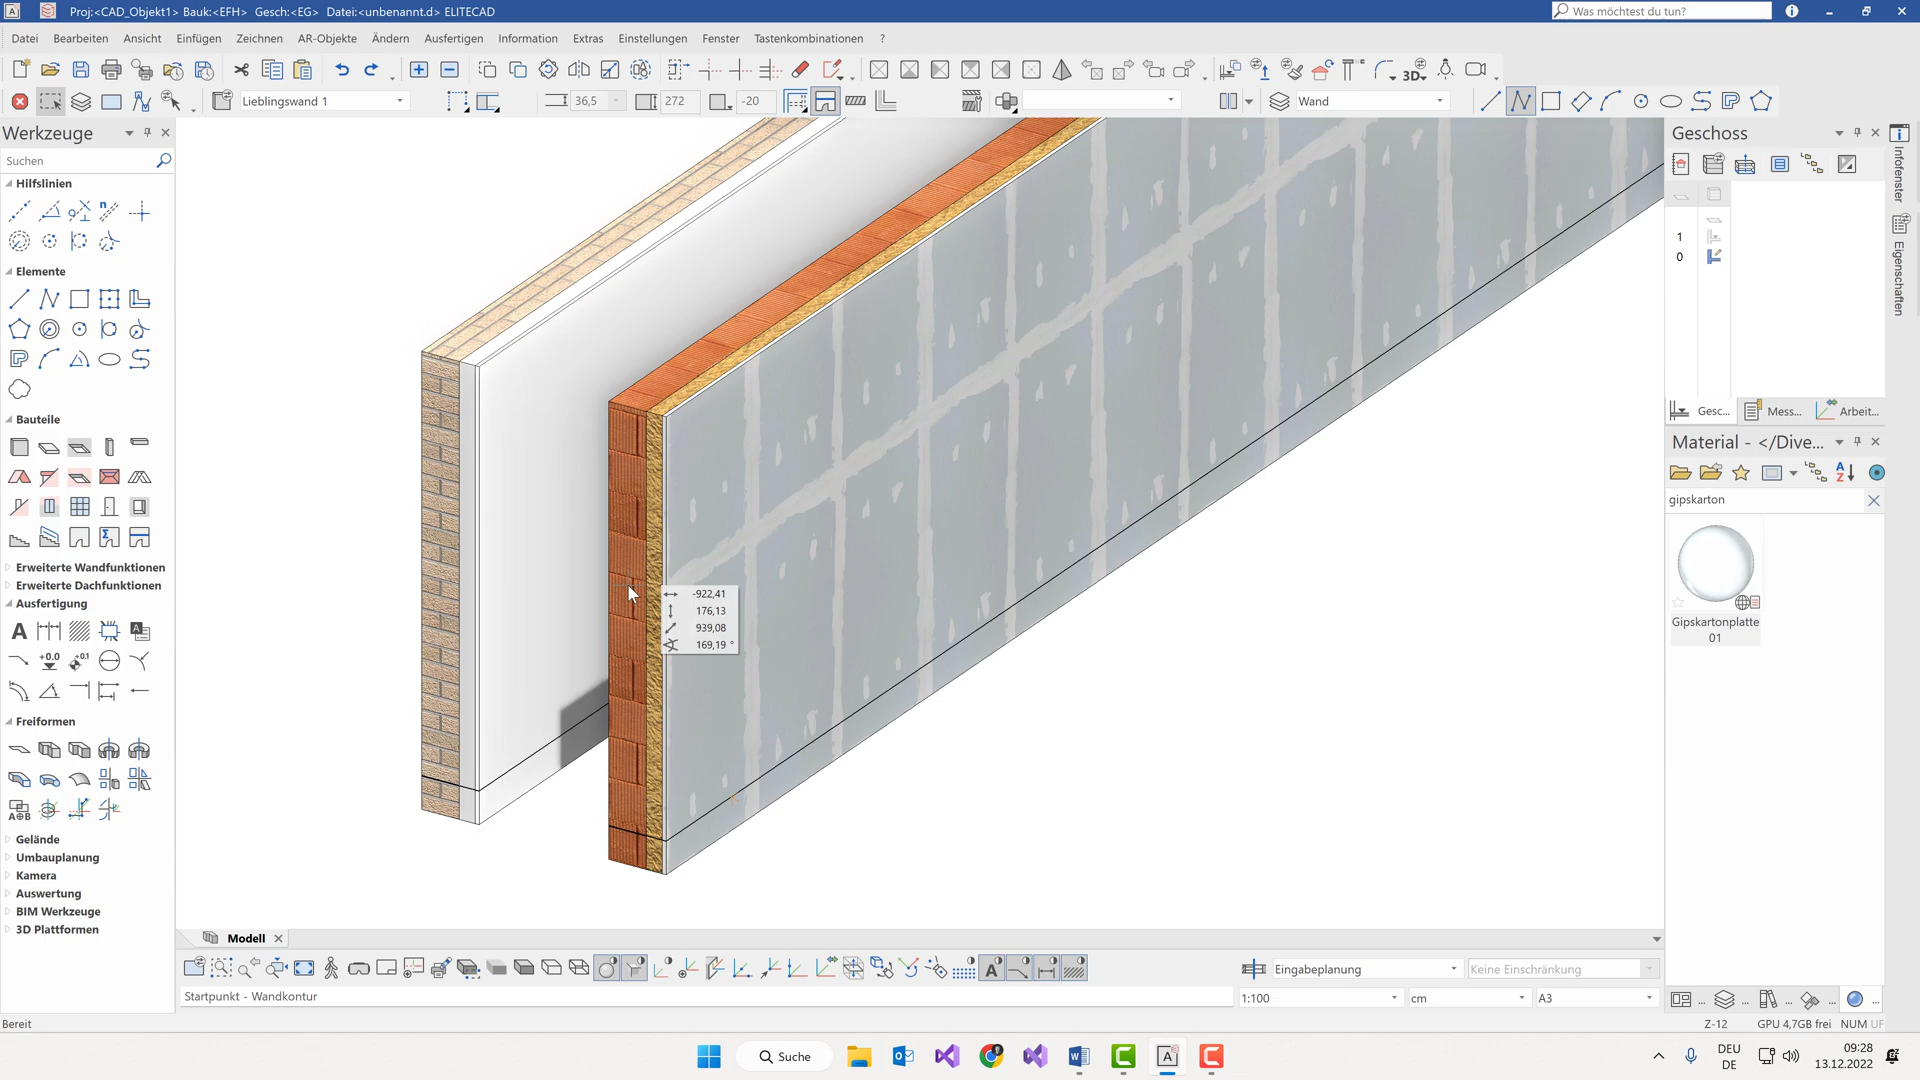 Proj:<CAD_Objekt1> Bauk:<EFH> Gesch:<EG> Datei:<unbenannt.d> ELITECAD
Was möchtest du tun?
Datei Bearbeiten Ansicht Einfügen Zeichnen AR-Objekte Ändern Ausfertigen Information Extras Einstellungen Fenster Tastenkombinationen ?
3D
Lieblingswand 1 36,5 272 -20 Wand
Werkzeuge
Suchen
Hilfslinien
Elemente
Bauteile
Erweiterte Wandfunktionen
Erweiterte Dachfunktionen
Ausfertigung
Freiformen
Gelände
Umbauplanung
Kamera
Auswertung
BIM Werkzeuge
3D Plattformen
-922,41
176,13
939,08
169,19 °
Geschoss
1
0
Gesc... Mess... Arbeit...
Infofenster
Eigenschaften
Material - </Dive...
gipskarton
Gipskartonplatte
01
Modell
Eingabeplanung Keine Einschränkung
Startpunkt - Wandkontur 1:100 cm A3
Bereit Z-12 GPU 4,7GB frei NUM UF
Suche
DEU
DE
09:28
13.12.2022